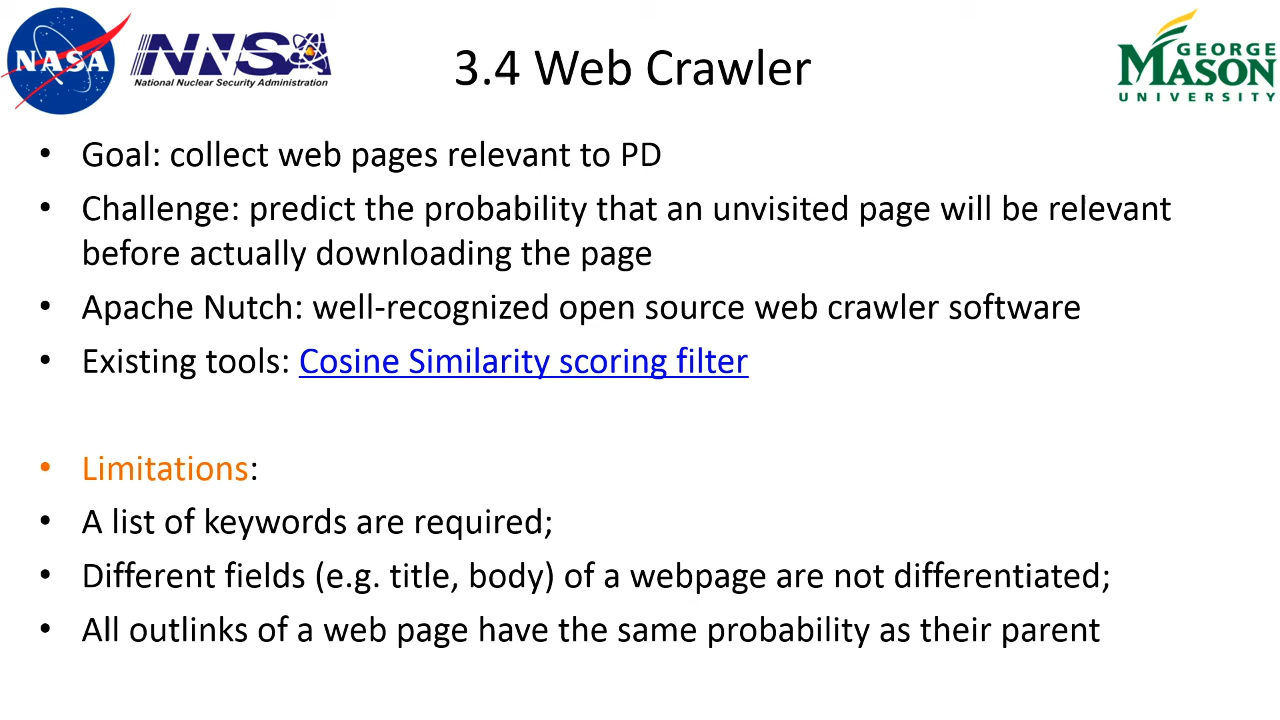 NASA
NNSA
National Nuclear Security Administration
3.4 Web Crawler
GEORGE
MASON
UNIVERSITY
• Goal: collect web pages relevant to PD
• Challenge: predict the probability that an unvisited page will be relevant
before actually downloading the page
• Apache Nutch: well-recognized open source web crawler software
• Existing tools: Cosine Similarity scoring filter
• Limitations:
• A list of keywords are required;
• Different fields (e.g. title, body) of a webpage are not differentiated;
• All outlinks of a web page have the same probability as their parent